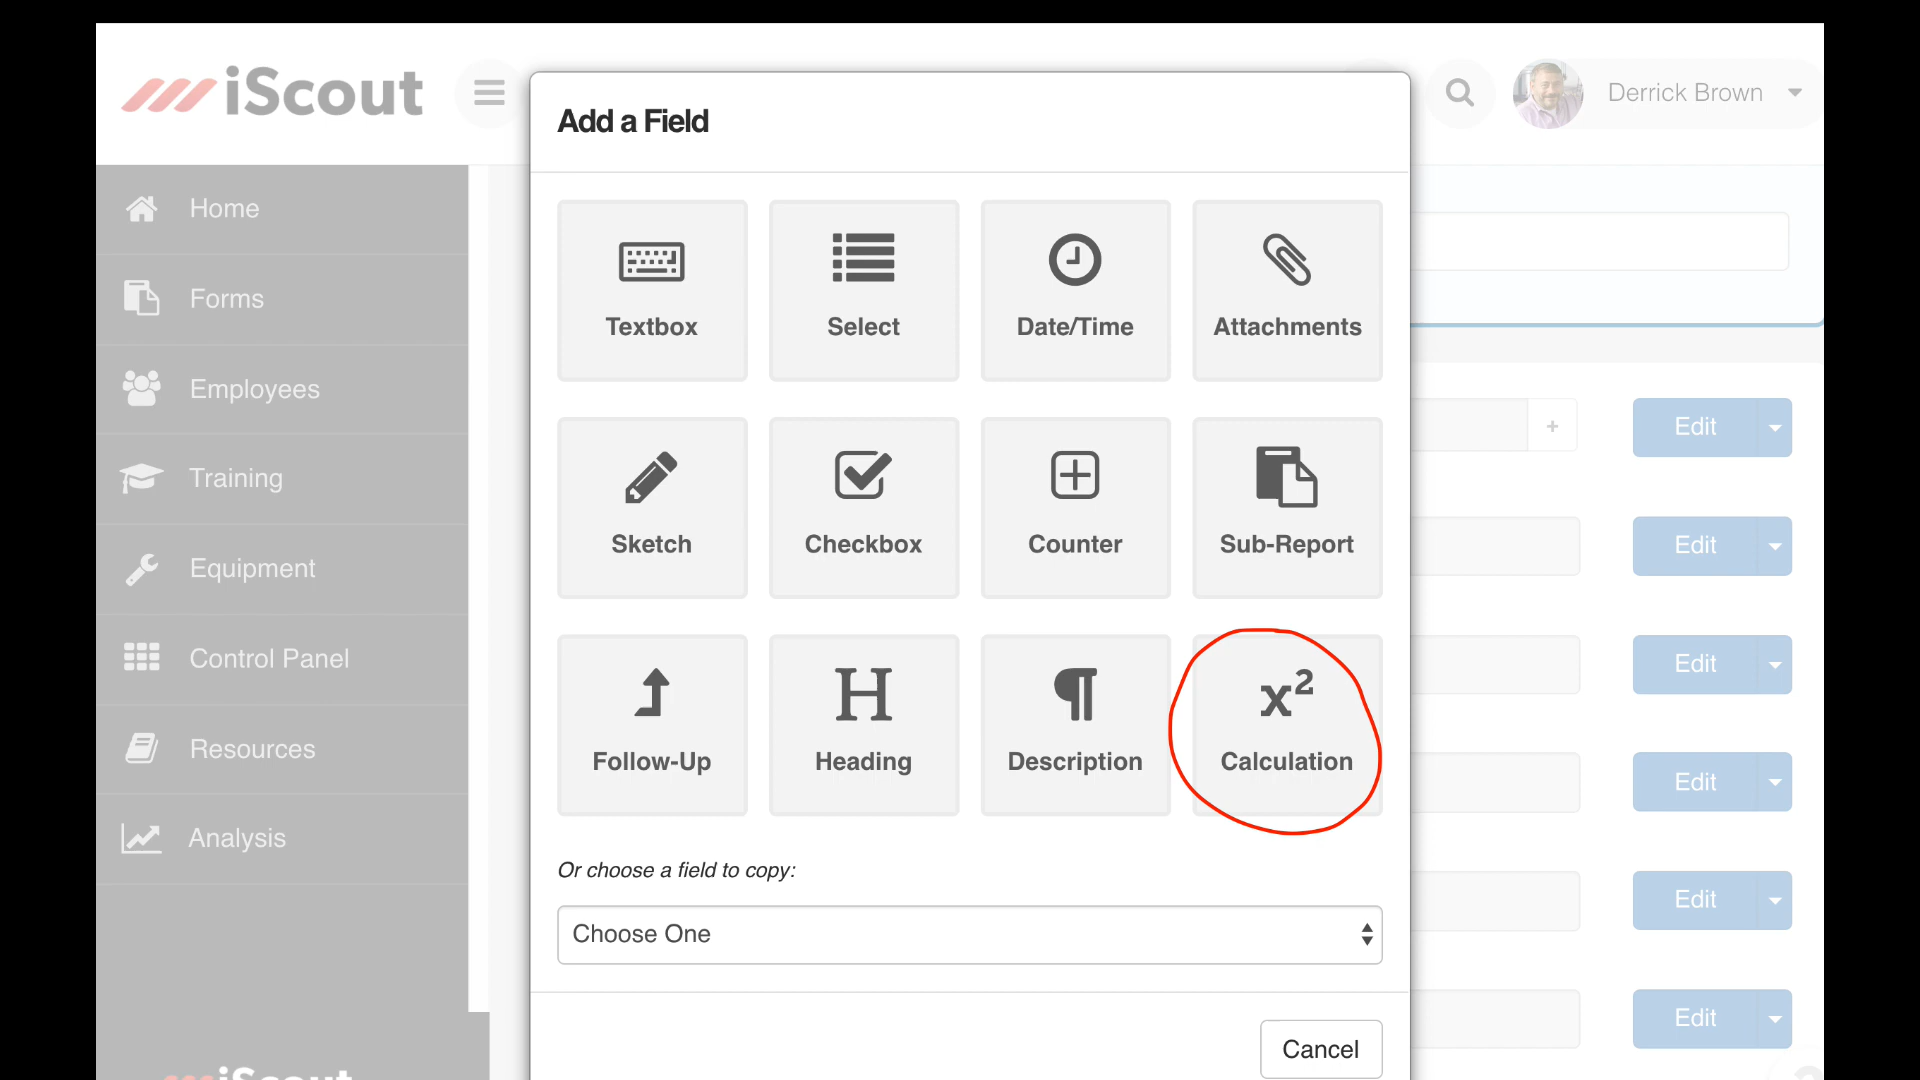 iScout
Derrick Brown
Add a Field
Home
Forms
Employees
Training
Equipment
Control Panel
Resources
Analysis
Textbox
Select
Date/Time
Attachments
Sketch
Checkbox
Counter
Sub-Report
Follow-Up
H
Heading
¶
Description
x²
Calculation
Or choose a field to copy:
Choose One
Cancel
+
Edit
Edit
Edit
Edit
Edit
Edit
iScout